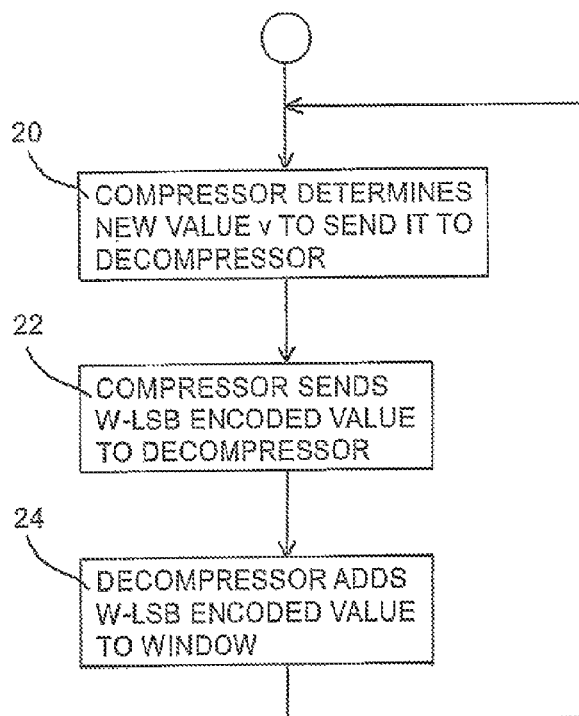 20
COMPRESSOR DETERMINES
NEW VALUE v TO SEND IT TO
DECOMPRESSOR
22
COMPRESSOR SENDS
W-LSB ENCODED VALUE
TO DECOMPRESSOR
24
DECOMPRESSOR ADDS
W-LSB ENCODED VALUE
TO WINDOW